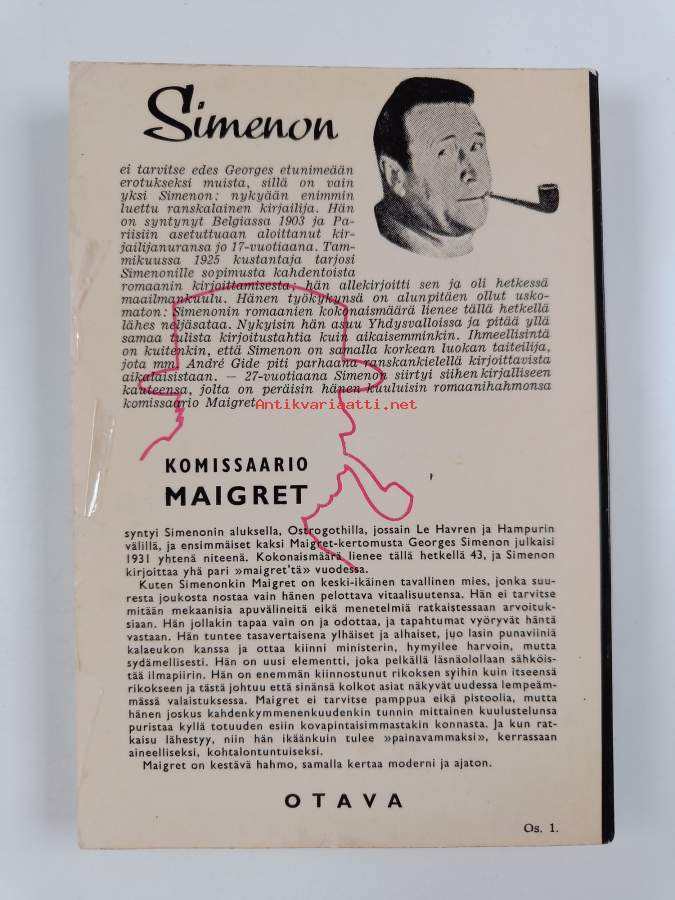 Simenon
ei tarvitse edes Georges etunimeään
erotukseksi muista, sillä on vain
yksi Simenon: nykyään enimmin
luettu ranskalainen kirjailija. Hän
on syntynyt Belgiassa 1903 ja Pa-
riisiin asetuttuaan aloittanut kir-
jailijanuransa jo 17-vuotiaana. Tam-
mikuussa 1925 kustantaja tarjosi
Simenonille sopimusta kahdentoista
romaanin kirjoittamisesta; hän allekirjoitti sen ja oli hetkessä
maailmankuulu. Hänen työkykynsä on alunpitäen ollut usko-
maton: Simenonin romaanien kokonaismäärä lienee tällä hetkellä
lähes neljäsataa. Nykyisin hän asuu Yhdysvalloissa ja pitää yllä
samaa tulista kirjoitustahtia kuin aikaisemminkin. Ihmeellisintä
on kuitenkin, että Simenon on samalla korkean luokan taiteilija,
jota mm. André Gide piti parhaana ranskankielellä kirjoittavista
aikalaisistaan. — 27-vuotiaana Simenon siirtyi siihen kirjalliseen
kauteensa, jolta on peräisin hänen kuuluisin romaanihahmonsa
komissaario Maigret.
Antikvariaatti.net
KOMISSAARIO
MAIGRET
syntyi Simenonin aluksella, Ostrogothilla, jossain Le Havren ja Hampurin
välillä, ja ensimmäiset kaksi Maigret-kertomusta Georges Simenon julkaisi
1931 yhtenä niteenä. Kokonaismäärä lienee tällä hetkellä 43, ja Simenon
kirjoittaa yhä pari »maigret'tä» vuodessa.
Kuten Simenonkin Maigret on keski-ikäinen tavallinen mies, jonka suu-
resta joukosta nostaa vain hänen pelottava vitaalisuutensa. Hän ei tarvitse
mitään mekaanisia apuvälineitä eikä menetelmiä ratkaistessaan arvoituk-
siaan. Hän jollakin tapaa vain on ja odottaa, ja tapahtumat vyöryvät häntä
vastaan. Hän tuntee tasavertaisena ylhäiset ja alhaiset, juo lasin punaviiniä
kalaeukon kanssa ja ottaa kiinni ministerin, hymyilee harvoin, mutta
sydämellisesti. Hän on uusi elementti, joka pelkällä läsnäolollaan sähköis-
tää ilmapiirin. Hän on enemmän kiinnostunut rikoksen syihin kuin itseensä
rikokseen ja tästä johtuu että sinänsä kolkot asiat näkyvät uudessa lempeäm-
mässä valaistuksessa. Maigret ei tarvitse pamppua eikä pistoolia, mutta
hänen joskus kahdenkymmenenkuudenkin tunnin mittainen kuulustelunsa
puristaa kyllä totuuden esiin kovapintaisimmastakin konnasta. Ja kun rat-
kaisu lähestyy, niin hän ikäänkuin tulee »painavammaksi», kerrassaan
aineelliseksi, kohtalontuntuiseksi.
Maigret on kestävä hahmo, samalla kertaa moderni ja ajaton.
OTAVA
Os. 1.